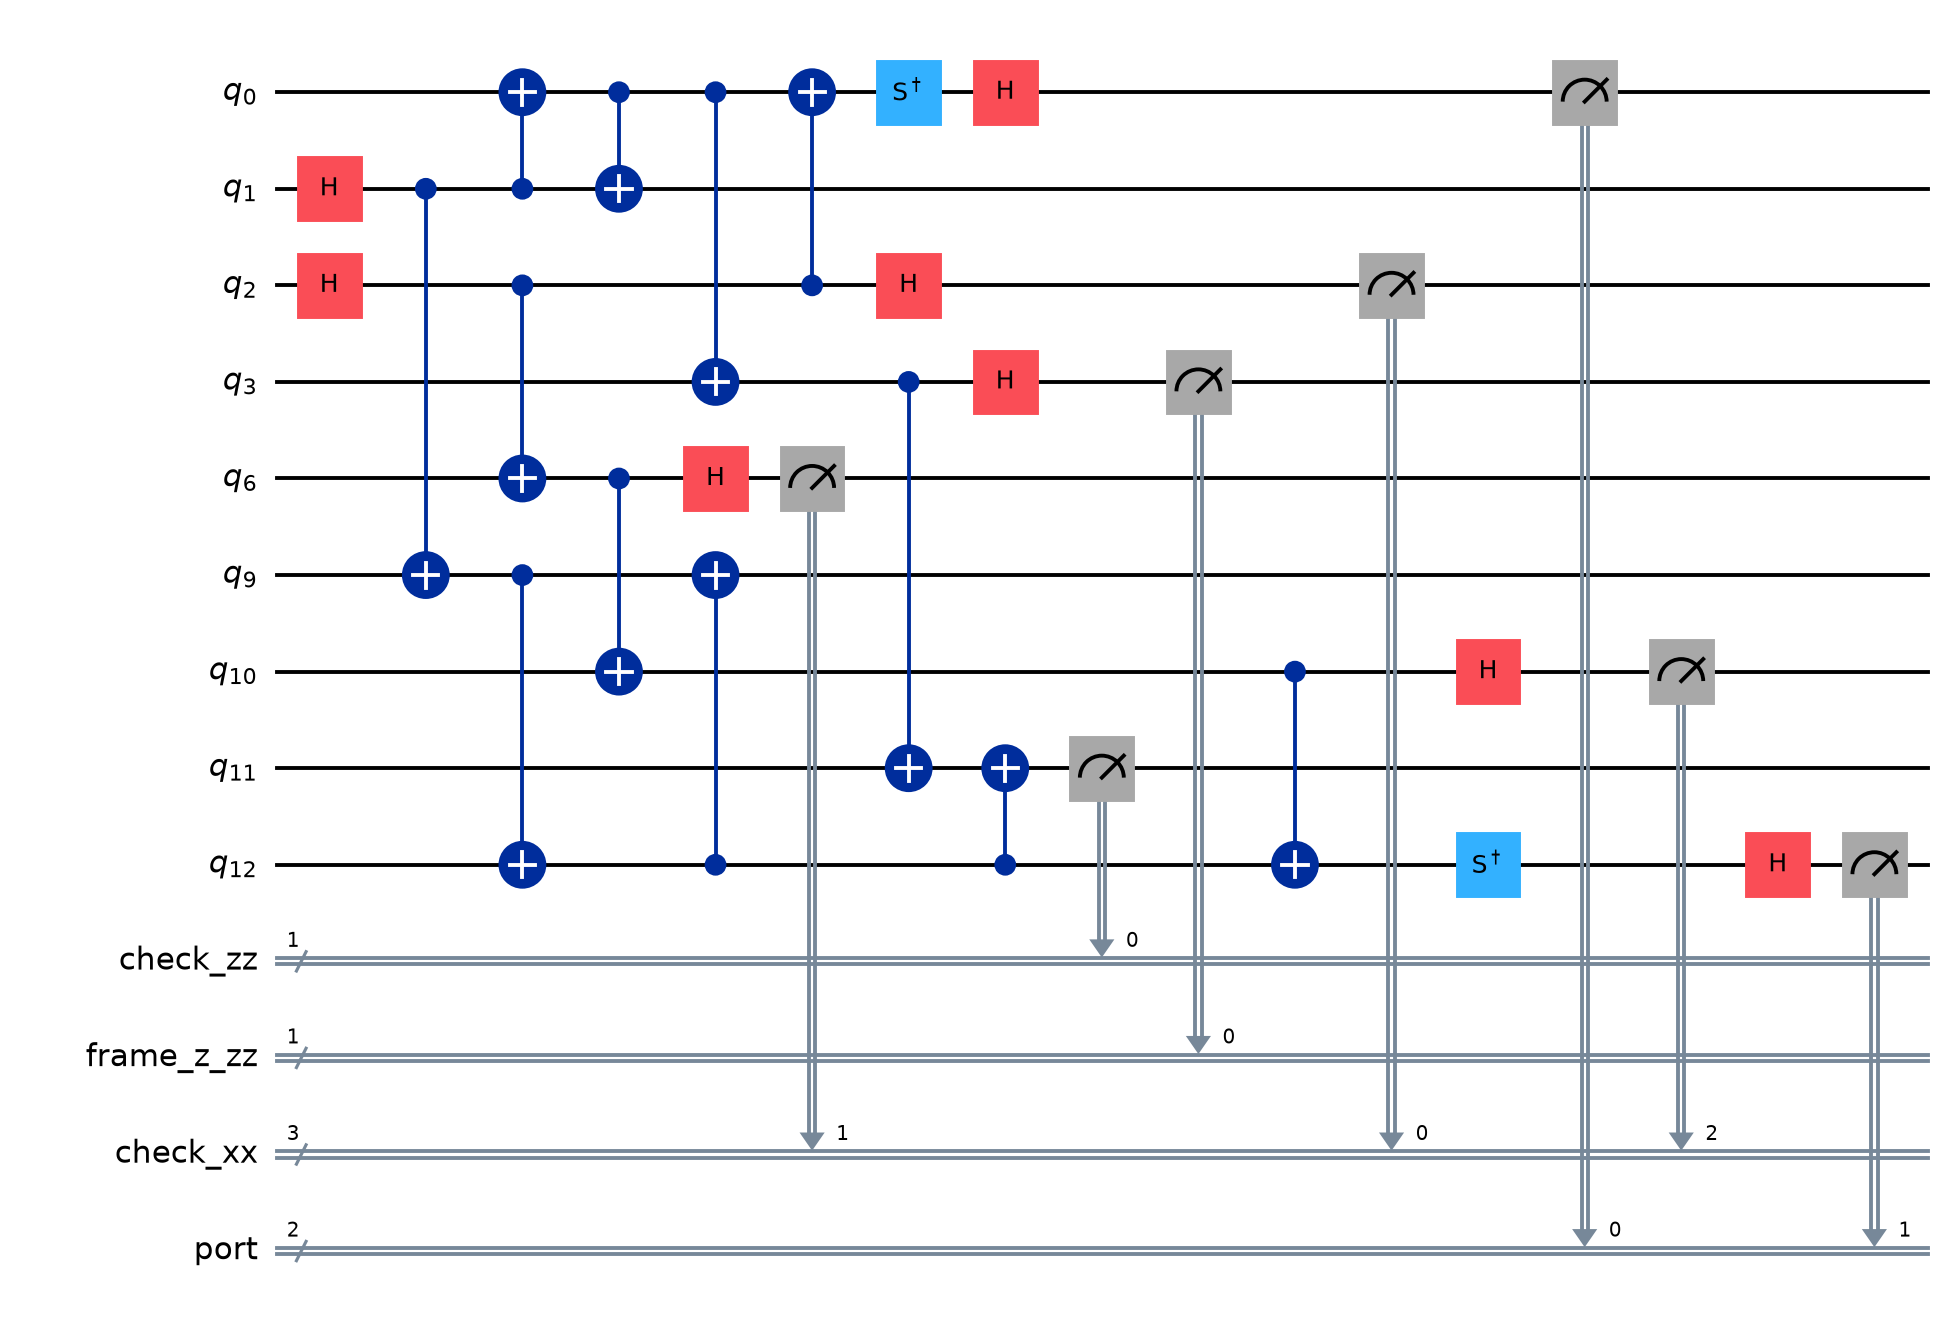 q0 S† H
q1 H
q2 H H
q3 H
q6 H
q9
q10 H
q11
q12 S† H
check_zz 1 0
frame_z_zz 1 0
check_xx 3 1 0 2
port 2 0 1